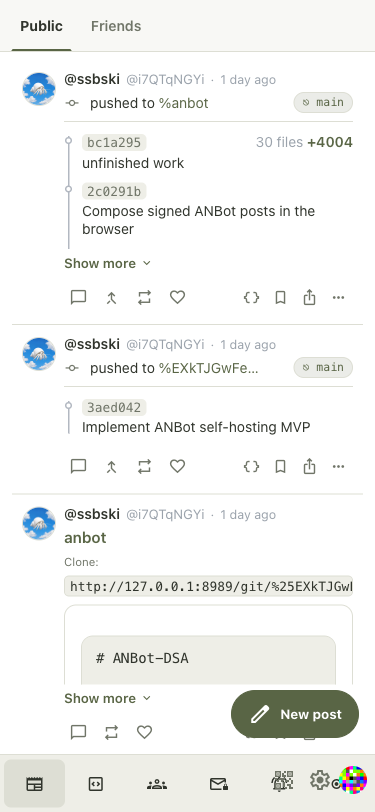 Public Friends
@ssbski @i7QTqNGYi · 1 day ago
pushed to %anbot
main
bc1a295 30 files +4004
unfinished work
2c0291b
Compose signed ANBot posts in the
browser
Show more
@ssbski @i7QTqNGYi · 1 day ago
pushed to %EXkTJGwFe...
main
3aed042
Implement ANBot self-hosting MVP
@ssbski @i7QTqNGYi · 1 day ago
anbot
Clone:
http://127.0.0.1:8989/git/%25EXkTJGw
# ANBot-DSA
Show more
New post